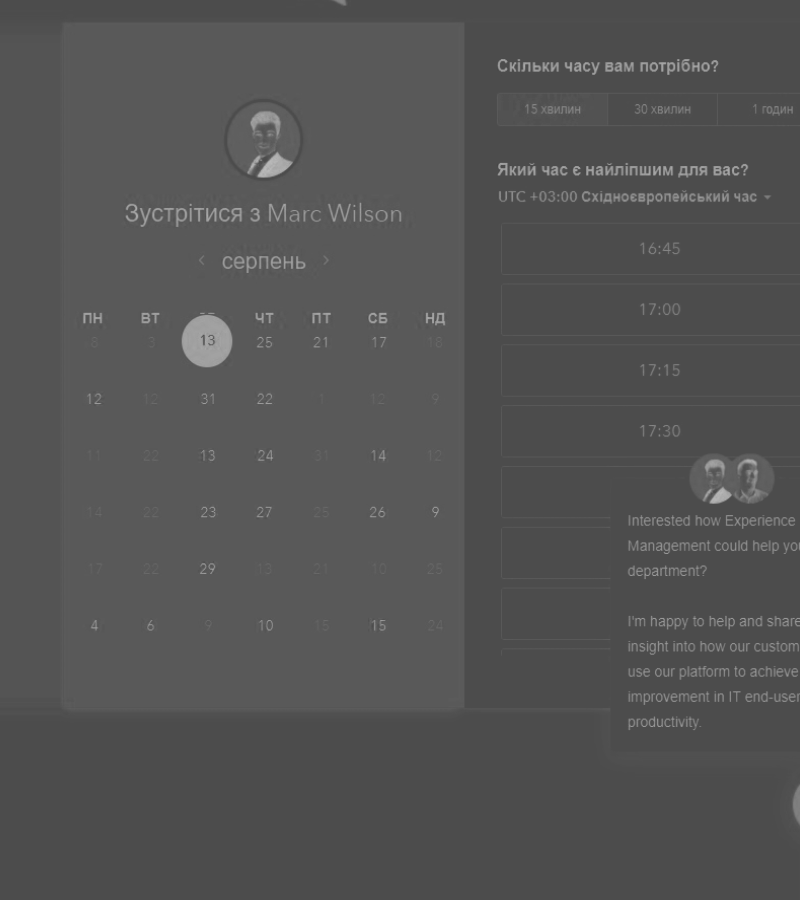 Зустрітися з Marc Wilson
серпень
ПН ВТ ЧТ ПТ СБ НД
8 3 13 25 21 17 18
12 12 31 22 1 12 9
11 22 13 24 31 14 12
14 22 23 27 25 26 9
17 22 29 13 21 10 25
4 6 9 10 15 15 24
Скільки часу вам потрібно?
15 хвилин 30 хвилин 1 годин
Який час є найліпшим для вас?
UTC +03:00 Східноєвропейський час
16:45
17:00
17:15
17:30
Interested how Experience
Management could help you
department?
I'm happy to help and share
insight into how our custom
use our platform to achieve
improvement in IT end-user
productivity.